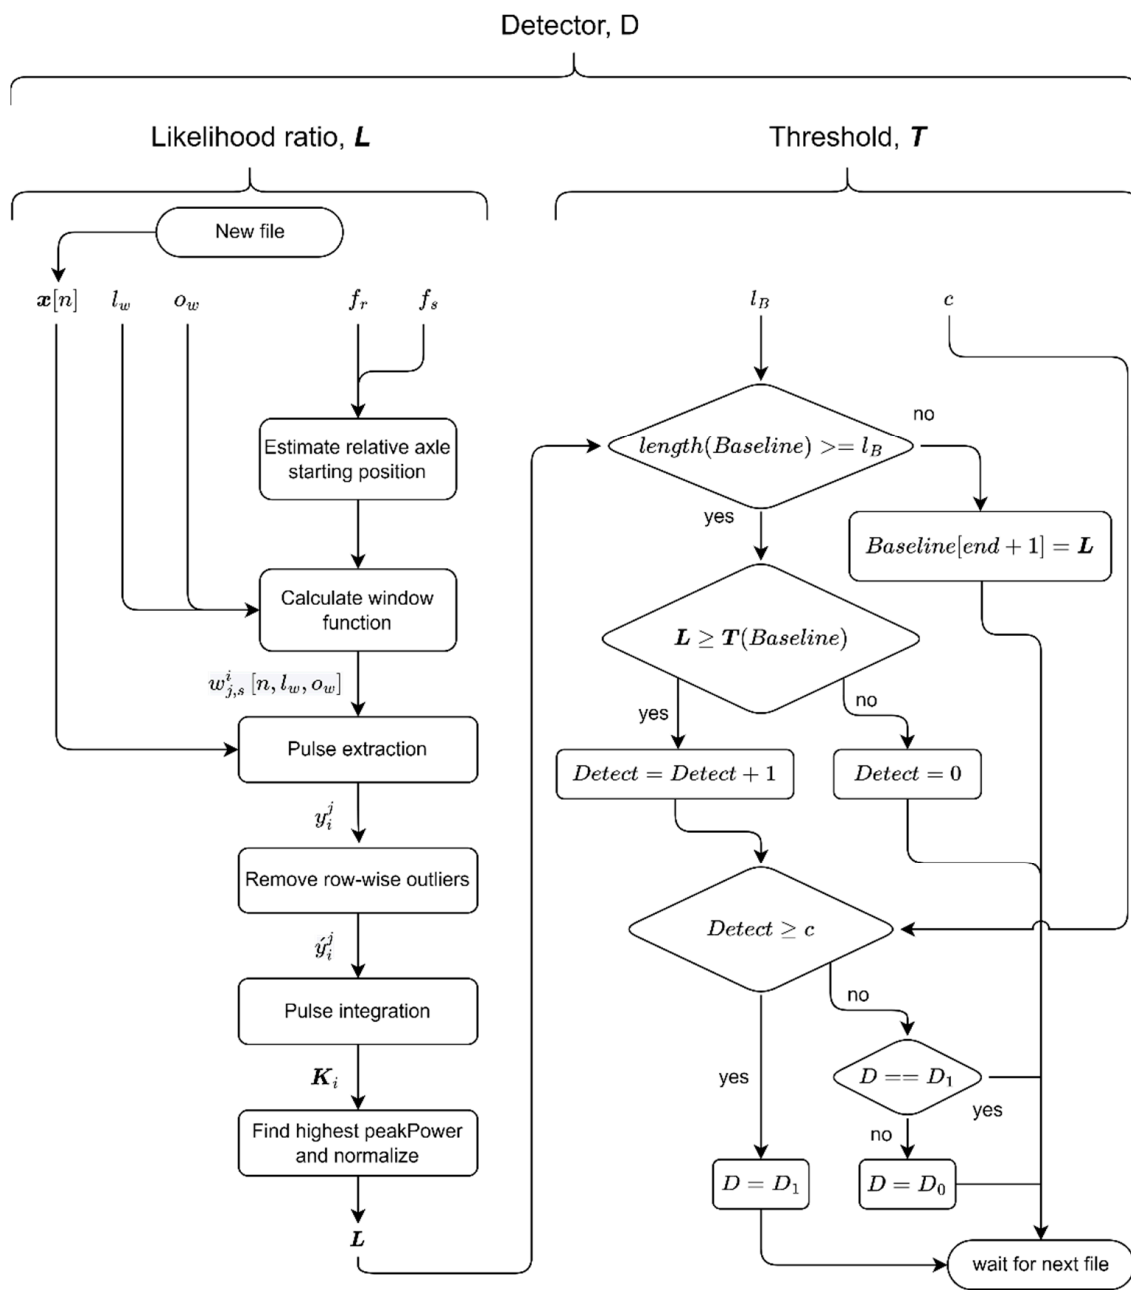 Detector, D
Likelihood ratio, L
Threshold, T
New file
x[n]
l_w
o_w
f_r
f_s
l_B
c
Estimate relative axle
starting position
length(Baseline) >= l_B
no
yes
Baseline[end + 1] = L
Calculate window
function
L ≥ T(Baseline)
w^i_{j,s} [n, l_w, o_w]
yes
no
Pulse extraction
Detect = Detect + 1
Detect = 0
y_i^j
Remove row-wise outliers
Detect ≥ c
ý_i^j
no
Pulse integration
K_i
yes
D == D_1
yes
Find highest peakPower
and normalize
no
D = D_1
D = D_0
L
wait for next file